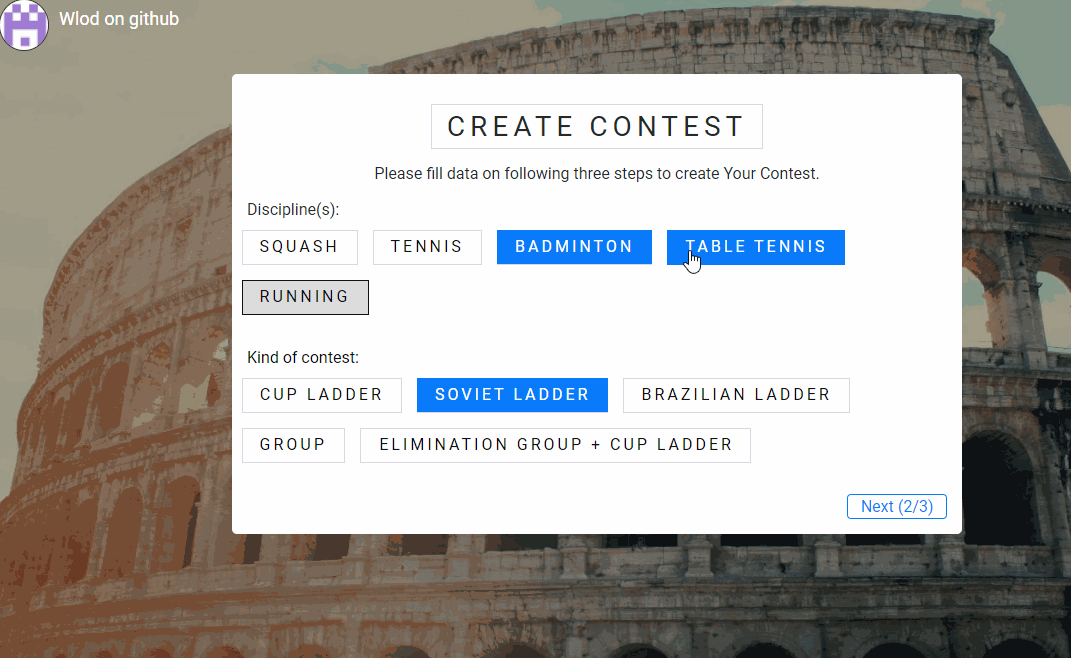 Wlod on github
CREATE CONTEST
Please fill data on following three steps to create Your Contest.
Discipline(s):
SQUASH TENNIS BADMINTON TABLE TENNIS
RUNNING
Kind of contest:
CUP LADDER SOVIET LADDER BRAZILIAN LADDER
GROUP ELIMINATION GROUP + CUP LADDER
Next (2/3)